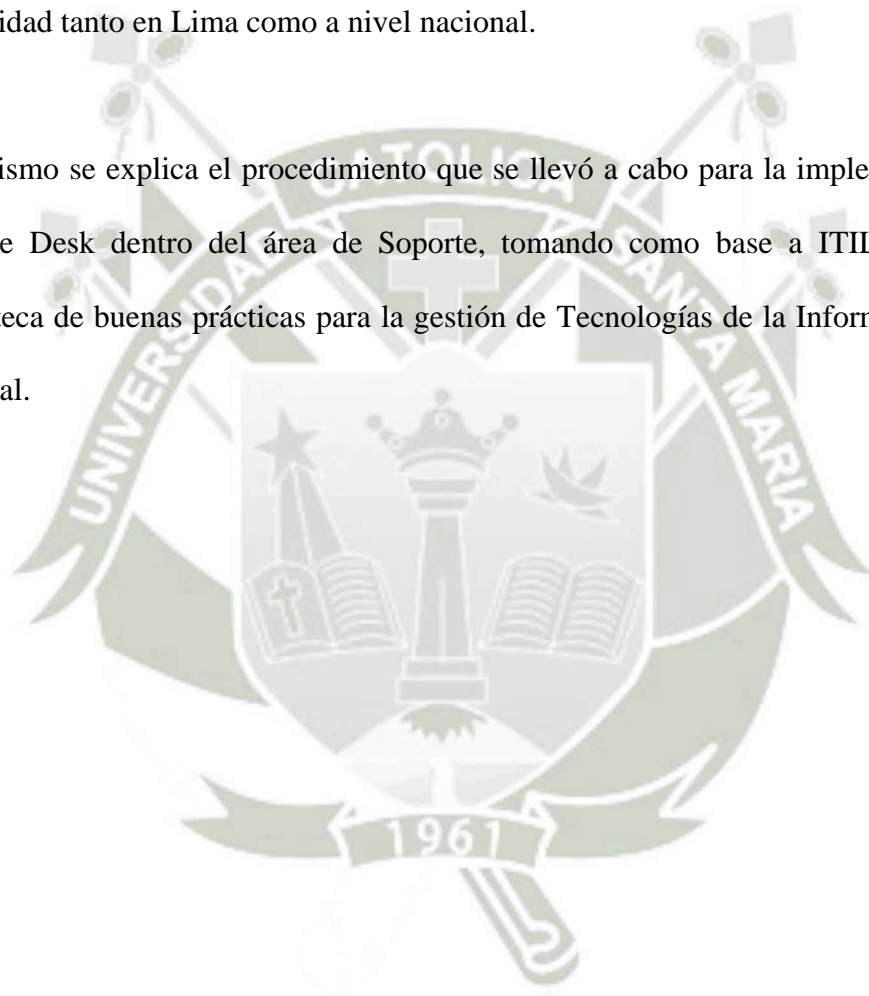 idad tanto en Lima como a nivel nacional.
ismo se explica el procedimiento que se llevó a cabo para la imple
e Desk dentro del área de Soporte, tomando como base a ITIL
teca de buenas prácticas para la gestión de Tecnologías de la Inform
al.
UNIVERSIDAD CATOLICA SANTA MARIA
1961